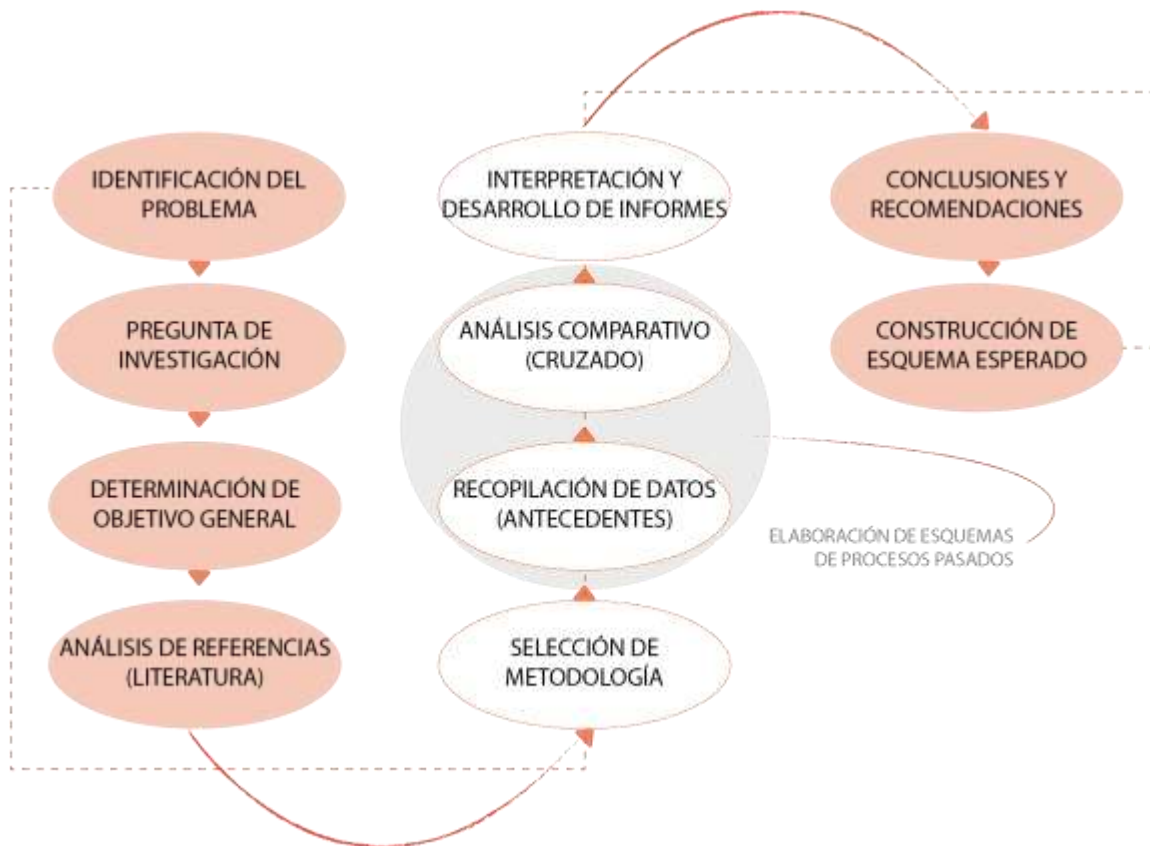 IDENTIFICACIÓN DEL
PROBLEMA
PREGUNTA DE
INVESTIGACIÓN
DETERMINACIÓN DE
OBJETIVO GENERAL
ANÁLISIS DE REFERENCIAS
(LITERATURA)
INTERPRETACIÓN Y
DESARROLLO DE INFORMES
ANÁLISIS COMPARATIVO
(CRUZADO)
RECOPILACIÓN DE DATOS
(ANTECEDENTES)
SELECCIÓN DE
METODOLOGÍA
CONCLUSIONES Y
RECOMENDACIONES
CONSTRUCCIÓN DE
ESQUEMA ESPERADO
ELABORACIÓN DE ESQUEMAS
DE PROCESOS PASADOS